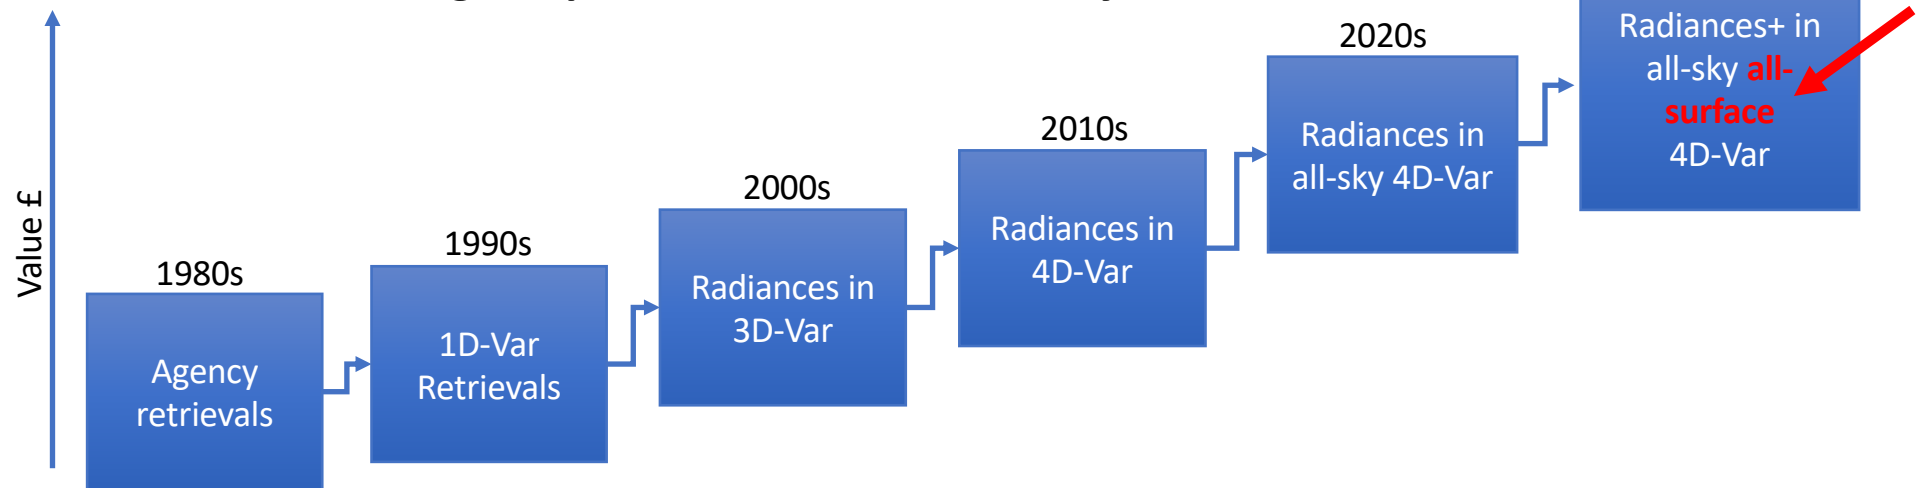 Value £
1980s
Agency
retrievals
1990s
1D-Var
Retrievals
2000s
Radiances in
3D-Var
2010s
Radiances in
4D-Var
2020s
Radiances in
all-sky 4D-Var
Radiances+ in
all-sky all-
surface
4D-Var